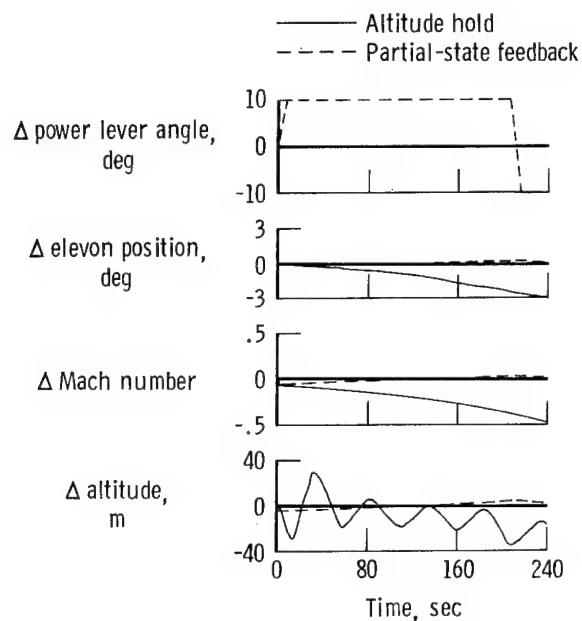 Altitude hold
Partial-state feedback
10
Δ power lever angle,
deg
0
-10
3
Δ elevon position,
deg
0
-3
.5
Δ Mach number
0
-.5
40
Δ altitude,
m
0
-40
0 80 160 240
Time, sec